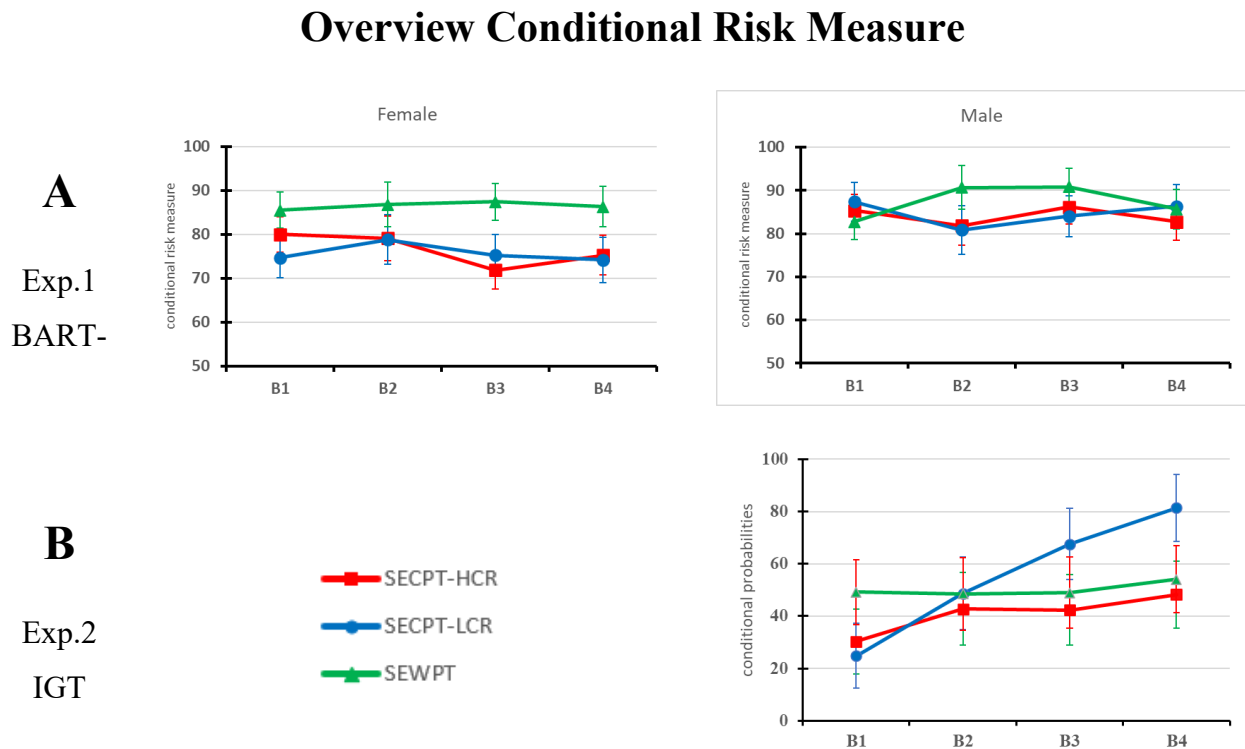 Overview Conditional Risk Measure
A
Exp.1
BART-
Female
conditional risk measure
100
90
80
70
60
50
B1 B2 B3 B4
Male
conditional risk measure
100
90
80
70
60
50
B1 B2 B3 B4
B
Exp.2
IGT
SECPT-HCR
SECPT-LCR
SEWPT
conditional probabilities
100
80
60
40
20
0
B1 B2 B3 B4